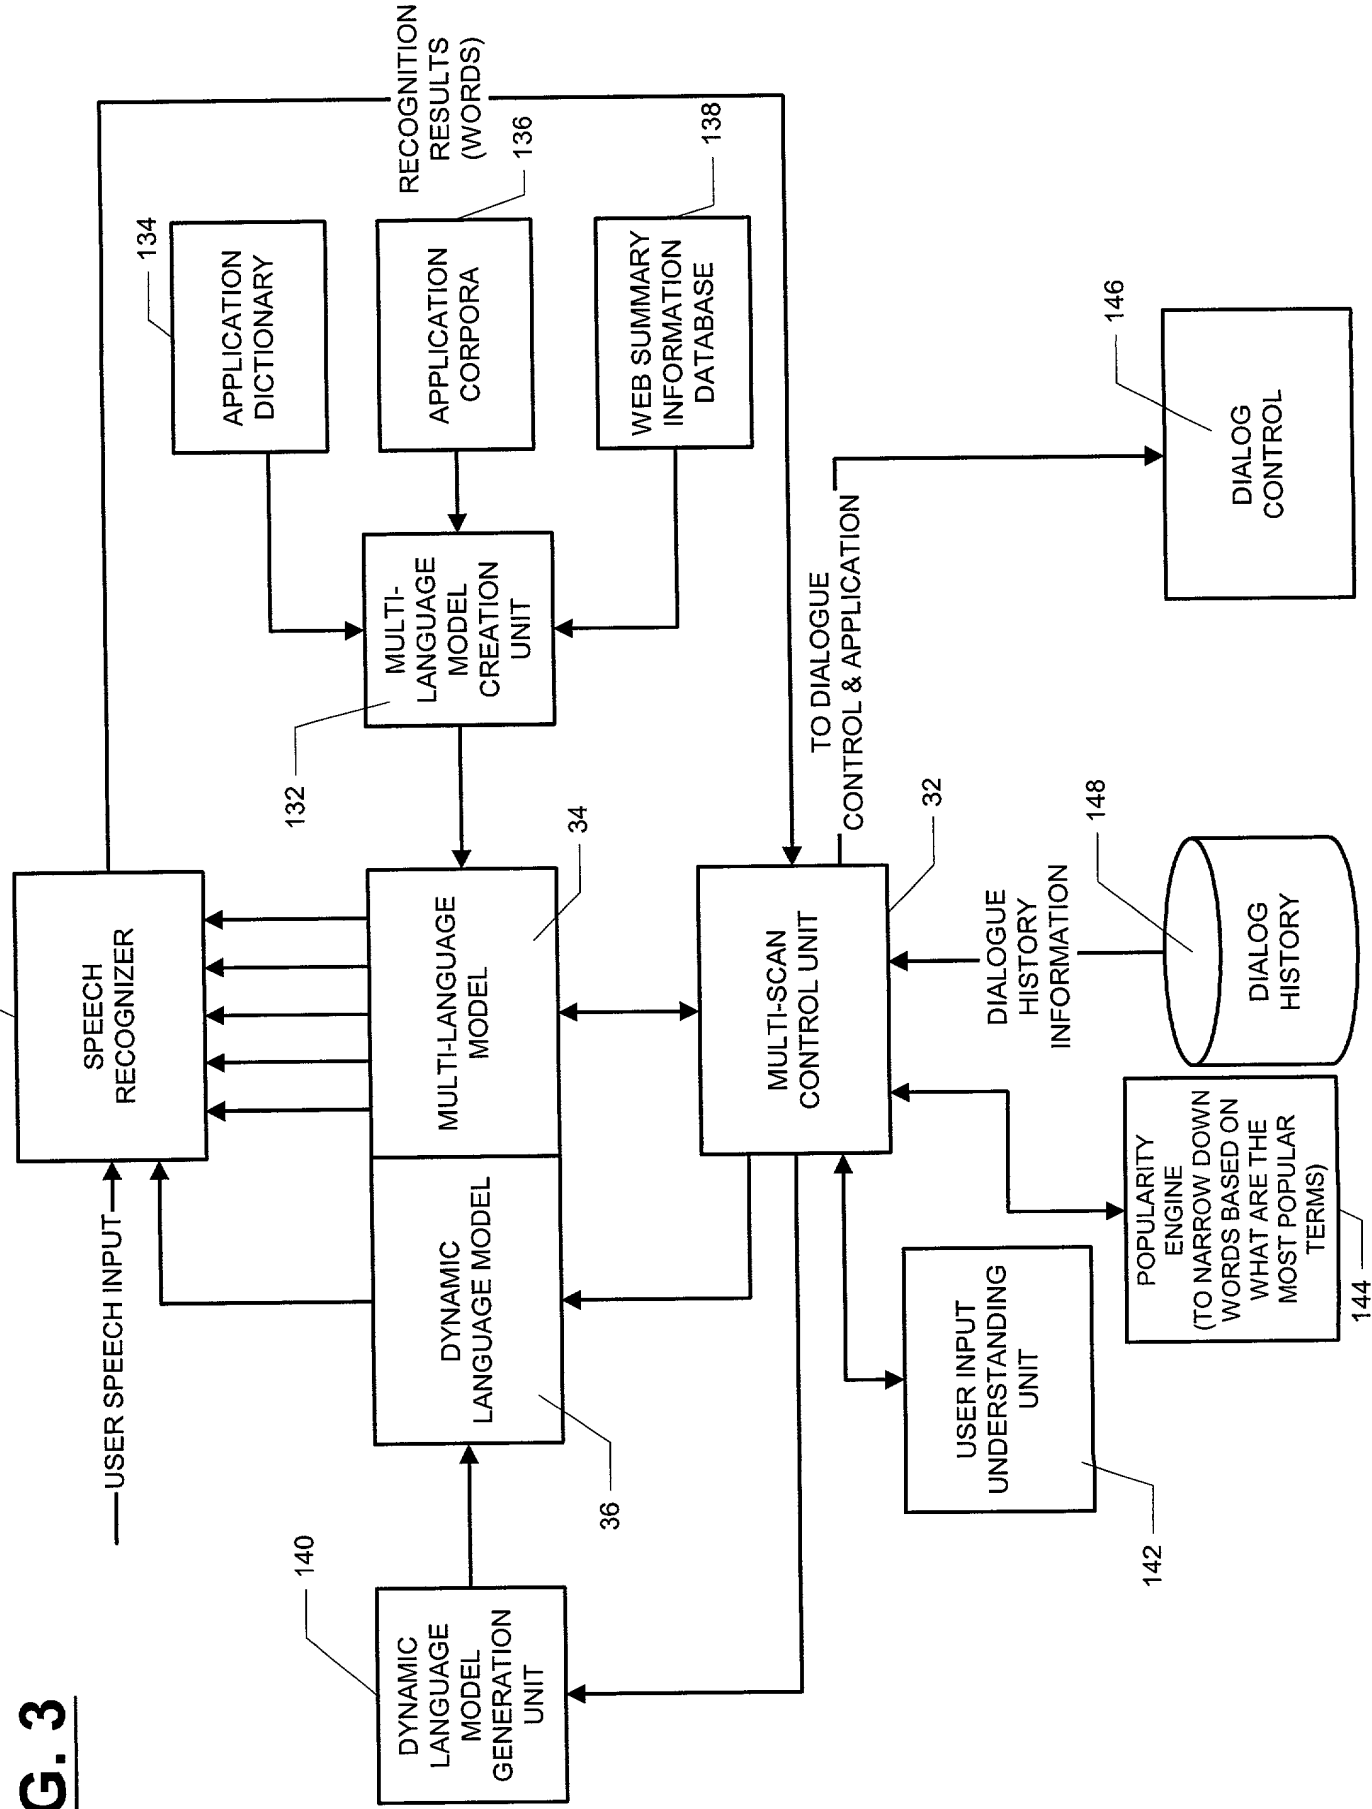 G. 3
USER SPEECH INPUT
SPEECH
RECOGNIZER
RECOGNITION
RESULTS
(WORDS)
134
APPLICATION
DICTIONARY
136
APPLICATION
CORPORA
138
WEB SUMMARY
INFORMATION
DATABASE
132
MULTI-
LANGUAGE
MODEL
CREATION
UNIT
34
MULTI-LANGUAGE
MODEL
DYNAMIC
LANGUAGE MODEL
36
140
DYNAMIC
LANGUAGE
MODEL
GENERATION
UNIT
MULTI-SCAN
CONTROL UNIT
32
TO DIALOGUE
CONTROL & APPLICATION
146
DIALOG
CONTROL
DIALOGUE
HISTORY
INFORMATION
148
DIALOG
HISTORY
USER INPUT
UNDERSTANDING
UNIT
142
POPULARITY
ENGINE
(TO NARROW DOWN
WORDS BASED ON
WHAT ARE THE
MOST POPULAR
TERMS)
144